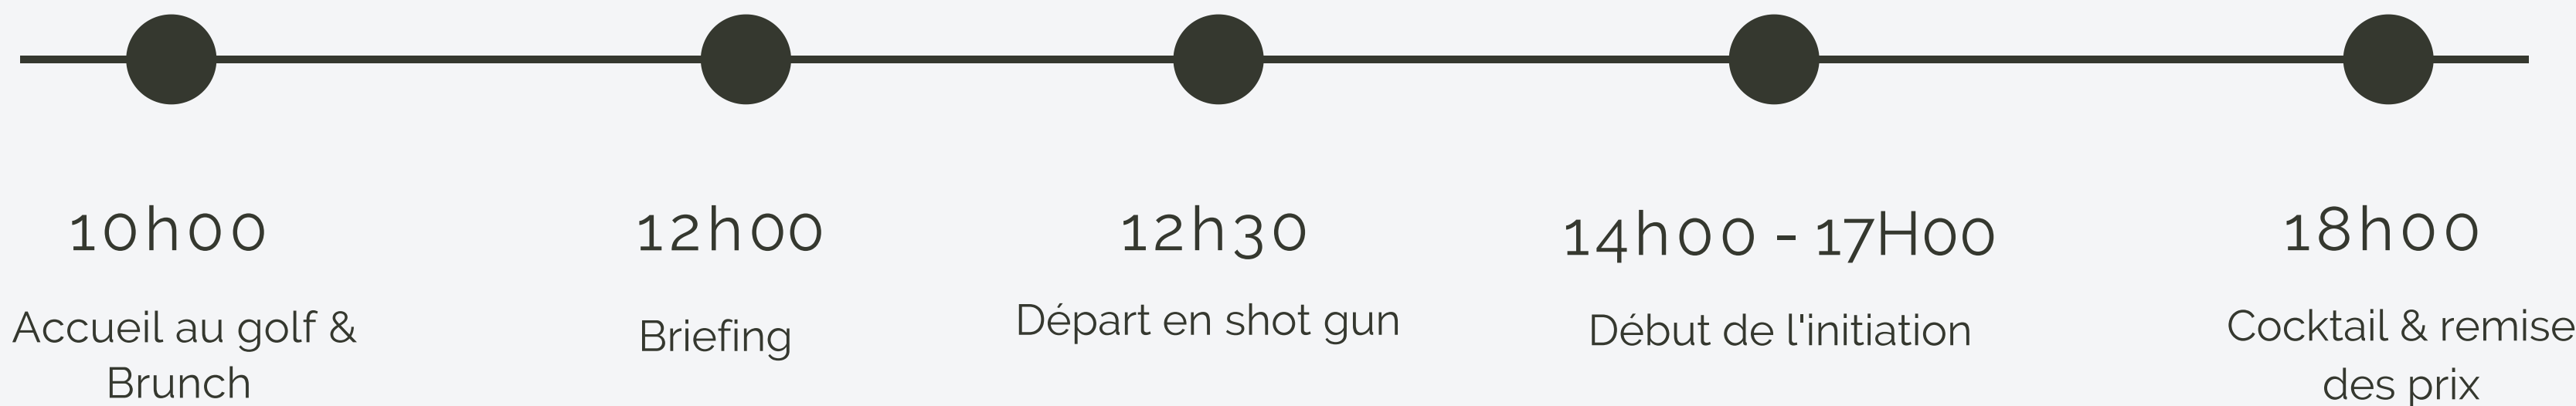 10h00
Accueil au golf &
Brunch
12h00
Briefing
12h30
Départ en shot gun
14h00 - 17H00
Début de l'initiation
18h00
Cocktail & remise
des prix